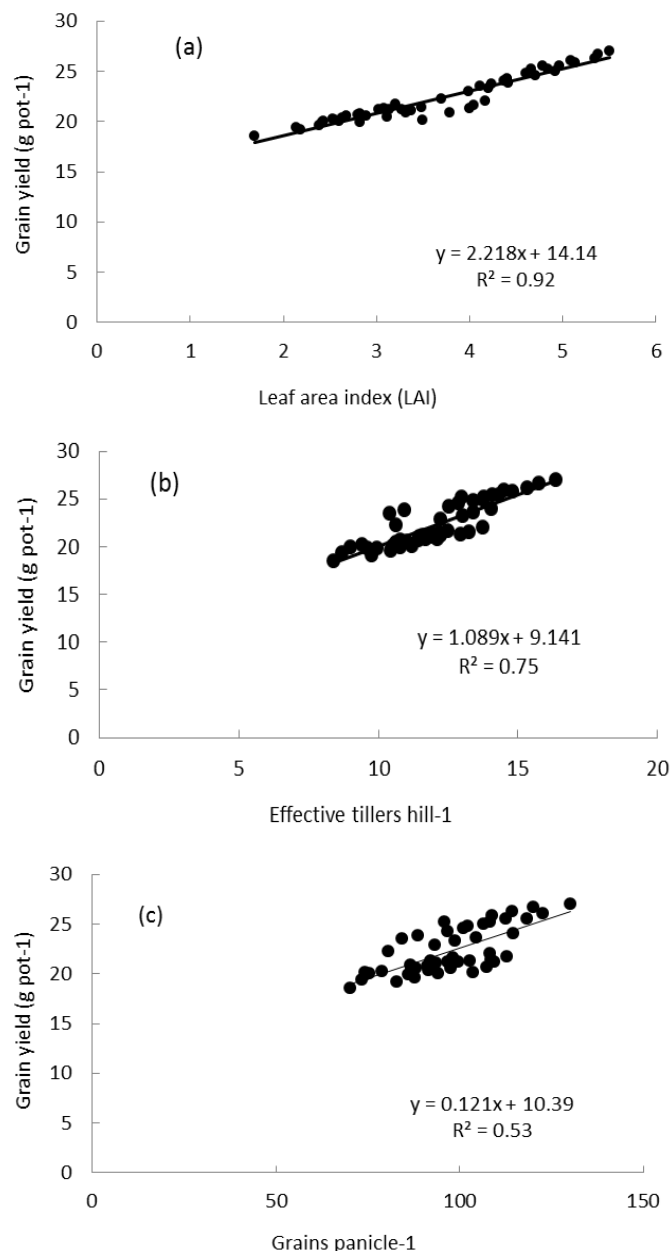 (a)
Grain yield (g pot-1)
30
25
20
15
10
5
0
y = 2.218x + 14.14
R² = 0.92
0 1 2 3 4 5 6
Leaf area index (LAI)
(b)
Grain yield (g pot-1)
30
25
20
15
10
5
0
y = 1.089x + 9.141
R² = 0.75
0 5 10 15 20
Effective tillers hill-1
(c)
Grain yield (g pot-1)
30
25
20
15
10
5
0
y = 0.121x + 10.39
R² = 0.53
0 50 100 150
Grains panicle-1